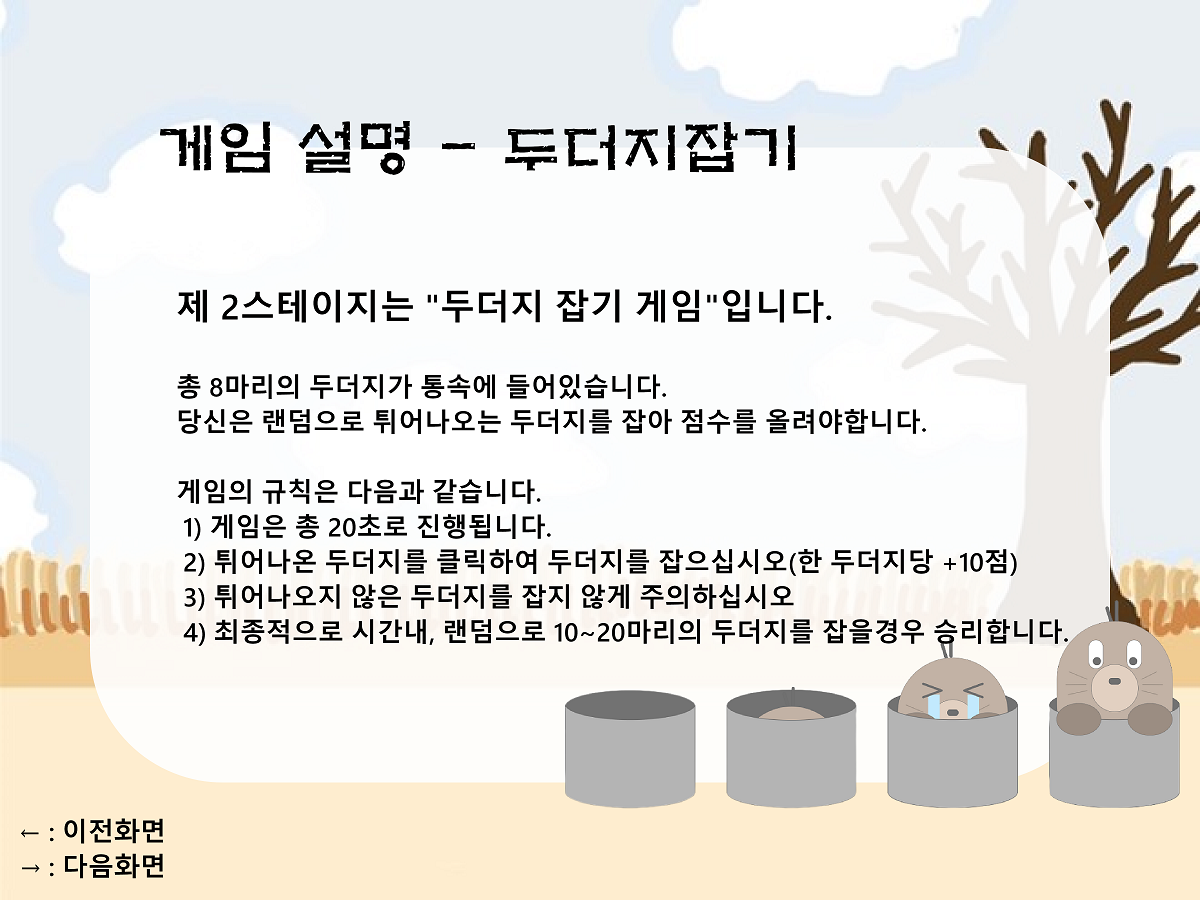 게임 설명 - 두더지잡기
제 2스테이지는 "두더지 잡기 게임"입니다.
총 8마리의 두더지가 통속에 들어있습니다.
당신은 랜덤으로 튀어나오는 두더지를 잡아 점수를 올려야합니다.
게임의 규칙은 다음과 같습니다.
1) 게임은 총 20초로 진행됩니다.
2) 튀어나온 두더지를 클릭하여 두더지를 잡으십시오(한 두더지당 +10점)
3) 튀어나오지 않은 두더지를 잡지 않게 주의하십시오
4) 최종적으로 시간내, 랜덤으로 10~20마리의 두더지를 잡을경우 승리합니다.
← : 이전화면
→ : 다음화면